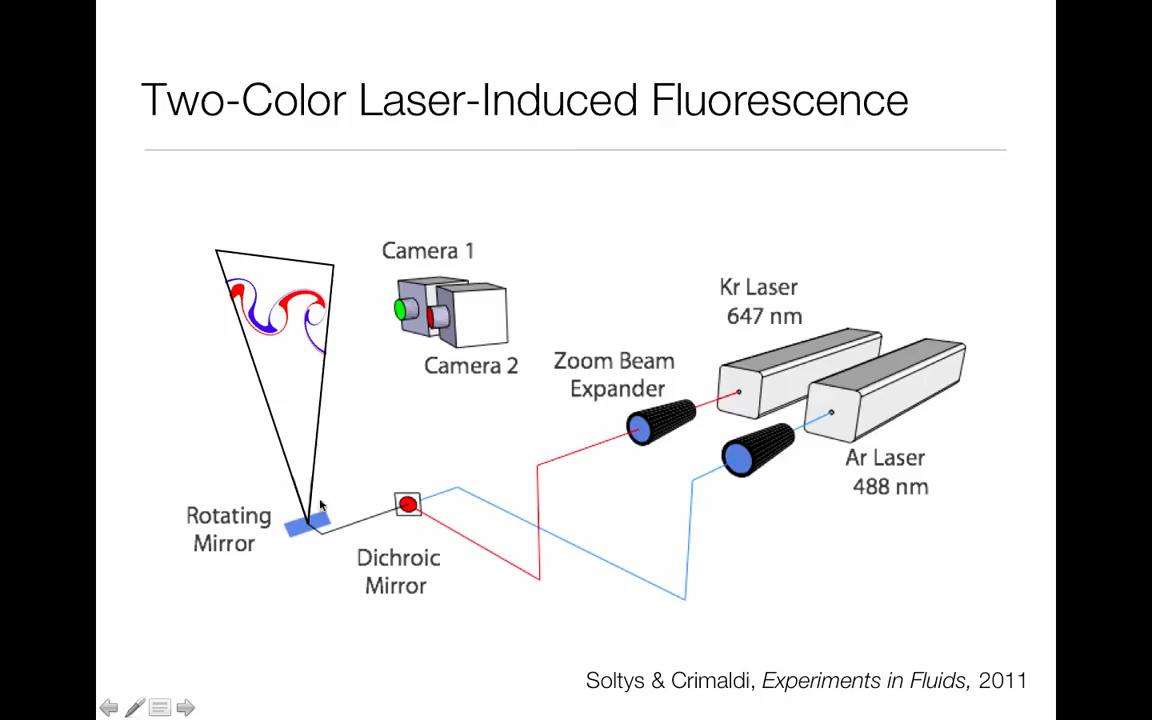 Two-Color Laser-Induced Fluorescence
Camera 1
Camera 2
Kr Laser
647 nm
Zoom Beam
Expander
Ar Laser
488 nm
Rotating
Mirror
Dichroic
Mirror
Soltys & Crimaldi, Experiments in Fluids, 2011